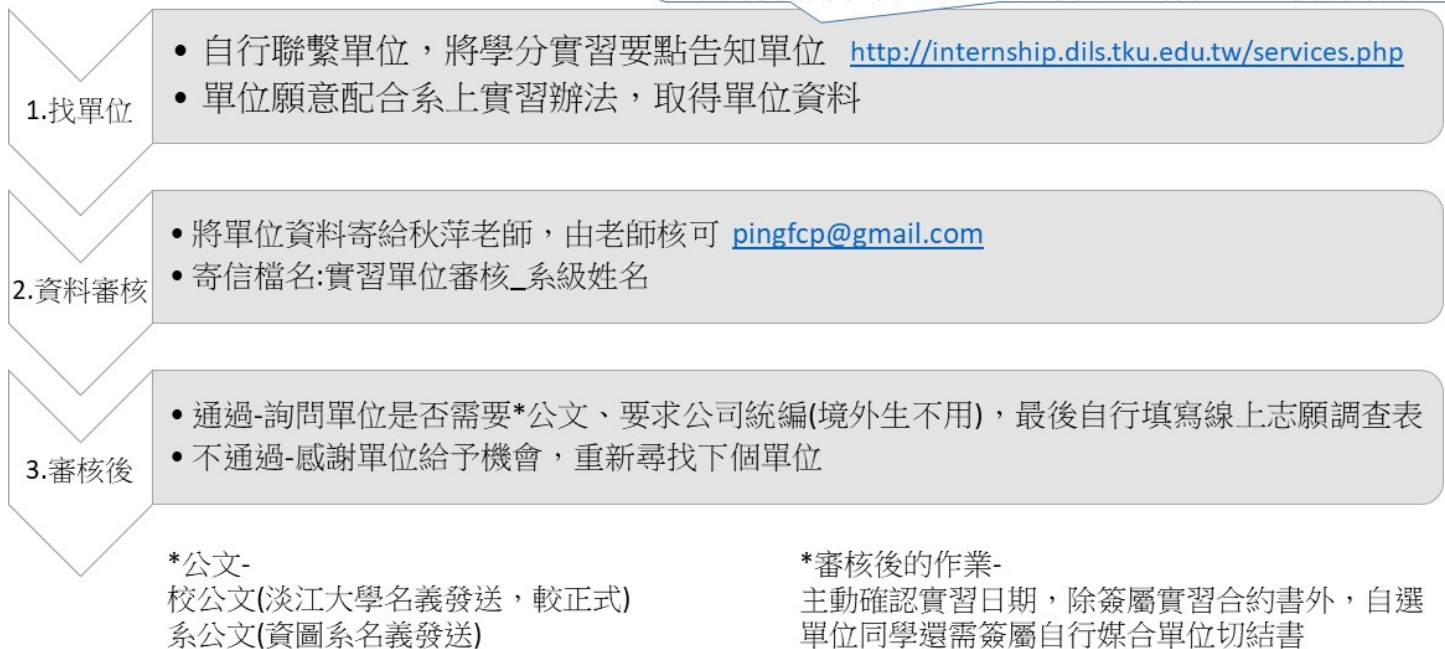 1.找單位
• 自行聯繫單位，將學分實習要點告知單位 http://internship.dils.tku.edu.tw/services.php
• 單位願意配合系上實習辦法，取得單位資料
2.資料審核
• 將單位資料寄給秋萍老師，由老師核可 pingfcp@gmail.com
• 寄信檔名:實習單位審核_系級姓名
3.審核後
• 通過-詢問單位是否需要*公文、要求公司統編(境外生不用)，最後自行填寫線上志願調查表
• 不通過-感謝單位給予機會，重新尋找下個單位
*公文-
校公文(淡江大學名義發送，較正式)
系公文(資圖系名義發送)
*審核後的作業-
主動確認實習日期，除簽屬實習合約書外，自選
單位同學還需簽屬自行媒合單位切結書